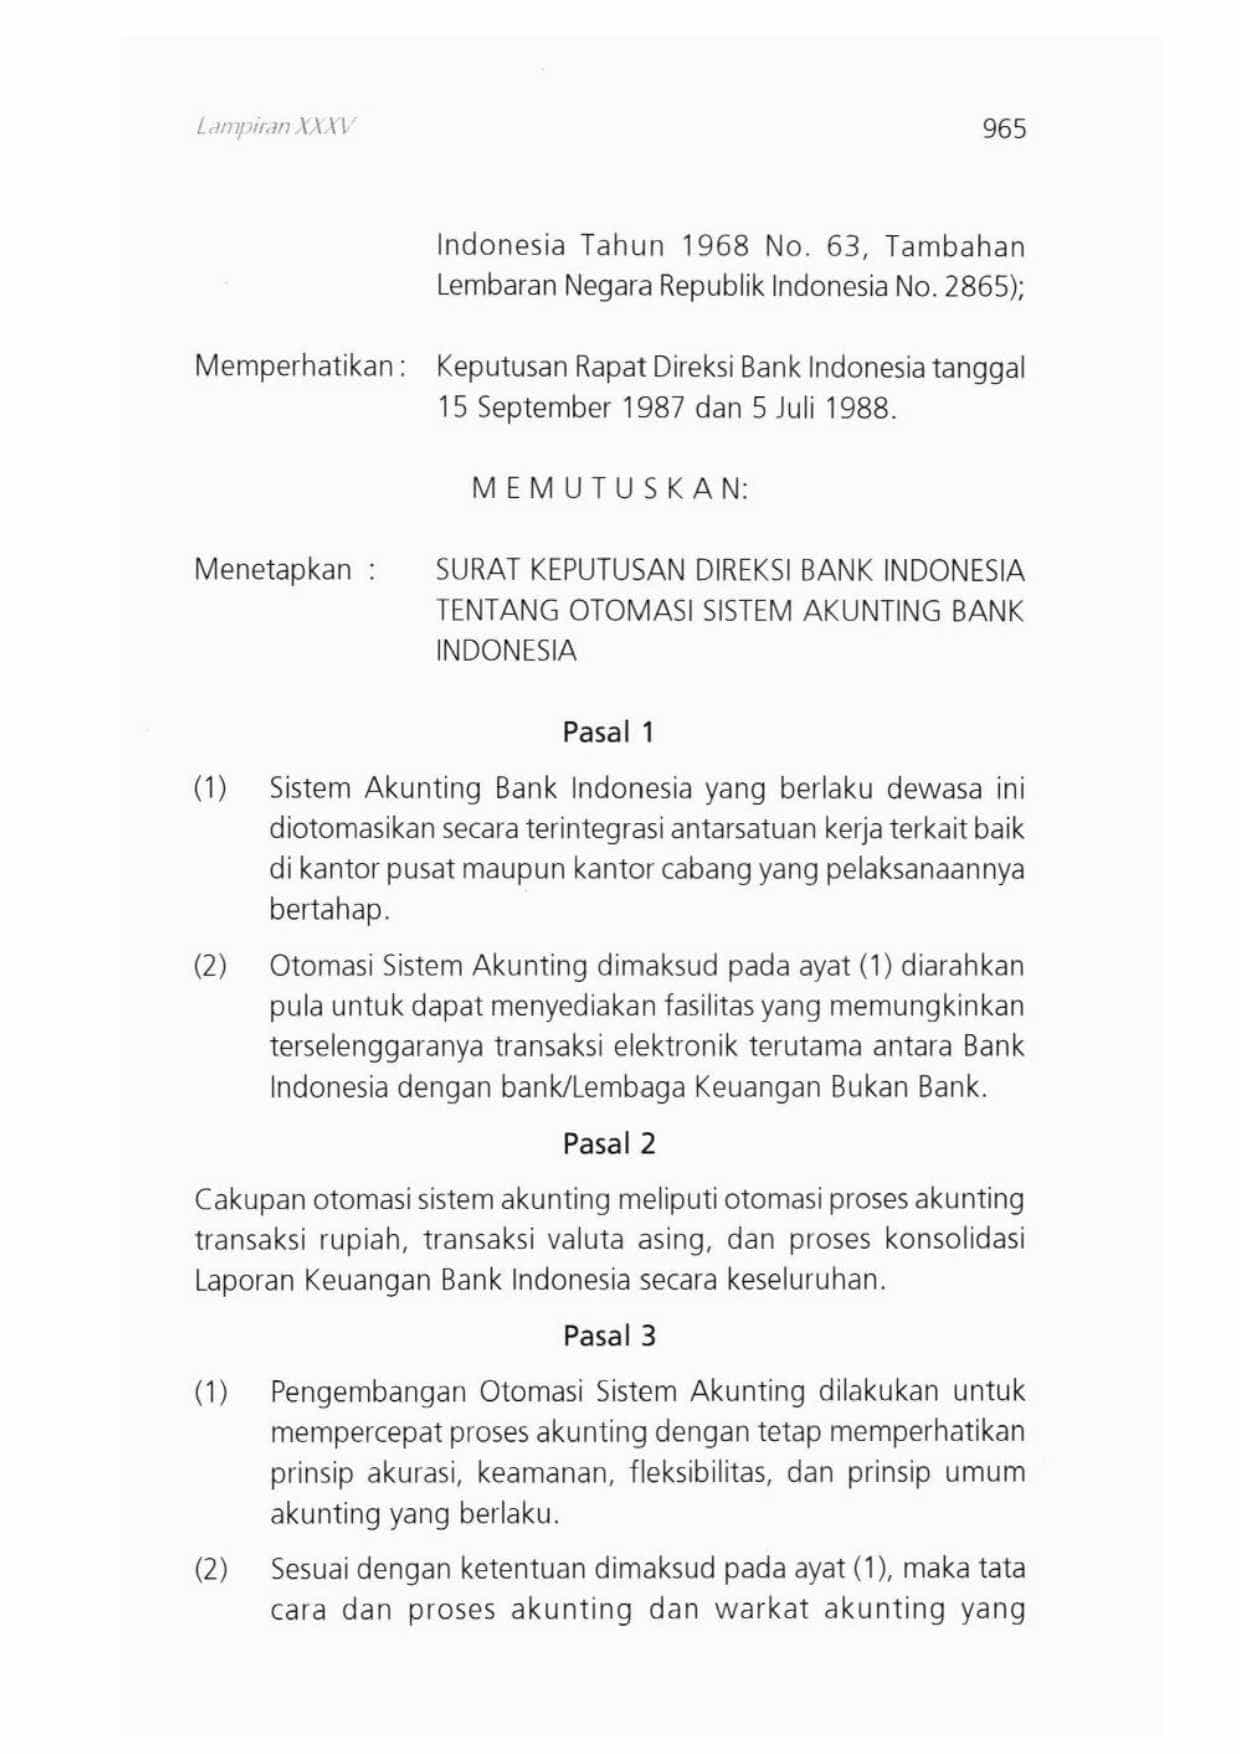 Lampiran XXXV 965
Indonesia Tahun 1968 No. 63, Tambahan
Lembaran Negara Republik Indonesia No. 2865);
Memperhatikan : Keputusan Rapat Direksi Bank Indonesia tanggal
15 September 1987 dan 5 Juli 1988.
M E M U T U S K A N:
Menetapkan : SURAT KEPUTUSAN DIREKSI BANK INDONESIA
TENTANG OTOMASI SISTEM AKUNTING BANK
INDONESIA
Pasal 1
(1) Sistem Akunting Bank Indonesia yang berlaku dewasa ini
diotomasikan secara terintegrasi antarsatuan kerja terkait baik
di kantor pusat maupun kantor cabang yang pelaksanaannya
bertahap.
(2) Otomasi Sistem Akunting dimaksud pada ayat (1) diarahkan
pula untuk dapat menyediakan fasilitas yang memungkinkan
terselenggaranya transaksi elektronik terutama antara Bank
Indonesia dengan bank/Lembaga Keuangan Bukan Bank.
Pasal 2
Cakupan otomasi sistem akunting meliputi otomasi proses akunting
transaksi rupiah, transaksi valuta asing, dan proses konsolidasi
Laporan Keuangan Bank Indonesia secara keseluruhan.
Pasal 3
(1) Pengembangan Otomasi Sistem Akunting dilakukan untuk
mempercepat proses akunting dengan tetap memperhatikan
prinsip akurasi, keamanan, fleksibilitas, dan prinsip umum
akunting yang berlaku.
(2) Sesuai dengan ketentuan dimaksud pada ayat (1), maka tata
cara dan proses akunting dan warkat akunting yang